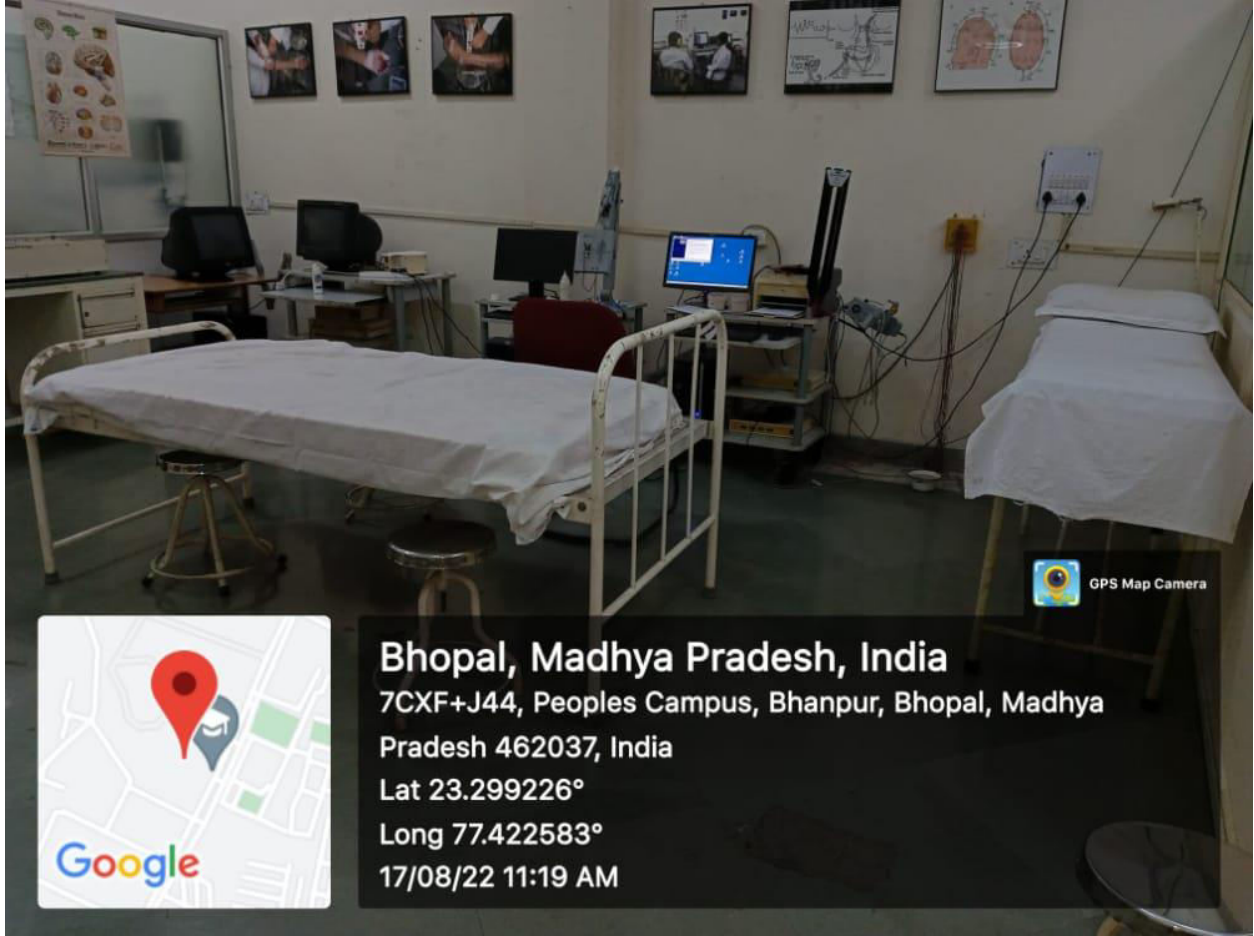 GPS Map Camera
Bhopal, Madhya Pradesh, India
7CXF+J44, Peoples Campus, Bhanpur, Bhopal, Madhya
Pradesh 462037, India
Lat 23.299226°
Long 77.422583°
17/08/22 11:19 AM
Google